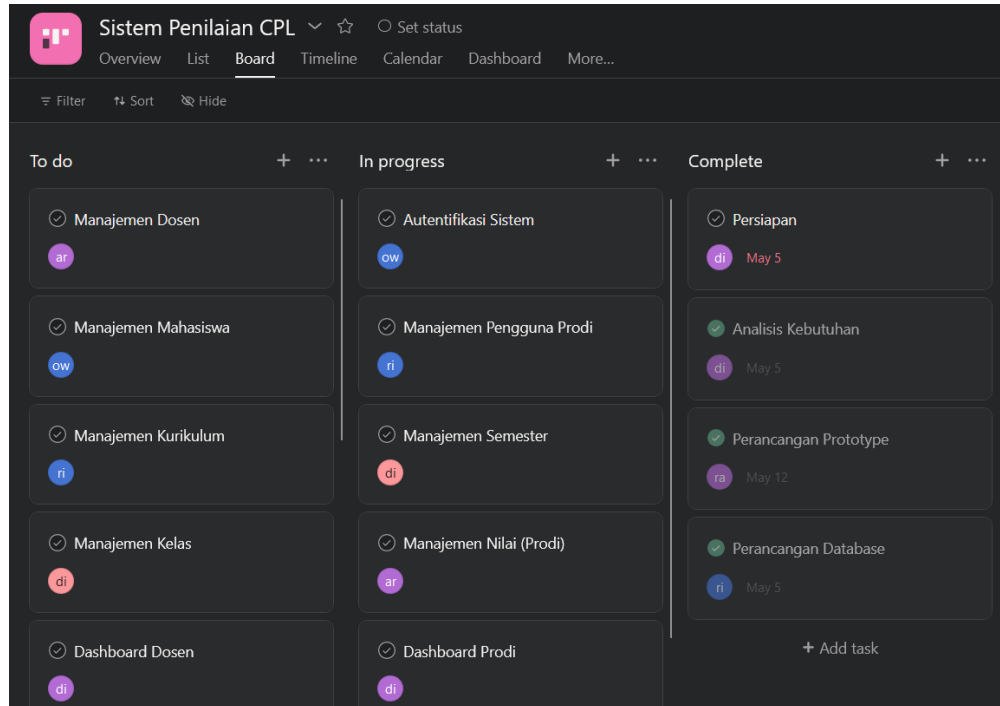 Sistem Penilaian CPL Set status
Overview List Board Timeline Calendar Dashboard More...
Filter Sort Hide
To do
Manajemen Dosen
ar
Manajemen Mahasiswa
ow
Manajemen Kurikulum
ri
Manajemen Kelas
di
Dashboard Dosen
di
In progress
Autentifikasi Sistem
ow
Manajemen Pengguna Prodi
ri
Manajemen Semester
di
Manajemen Nilai (Prodi)
ar
Dashboard Prodi
di
Complete
Persiapan
di May 5
Analisis Kebutuhan
di May 5
Perancangan Prototype
ra May 12
Perancangan Database
ri May 5
+ Add task